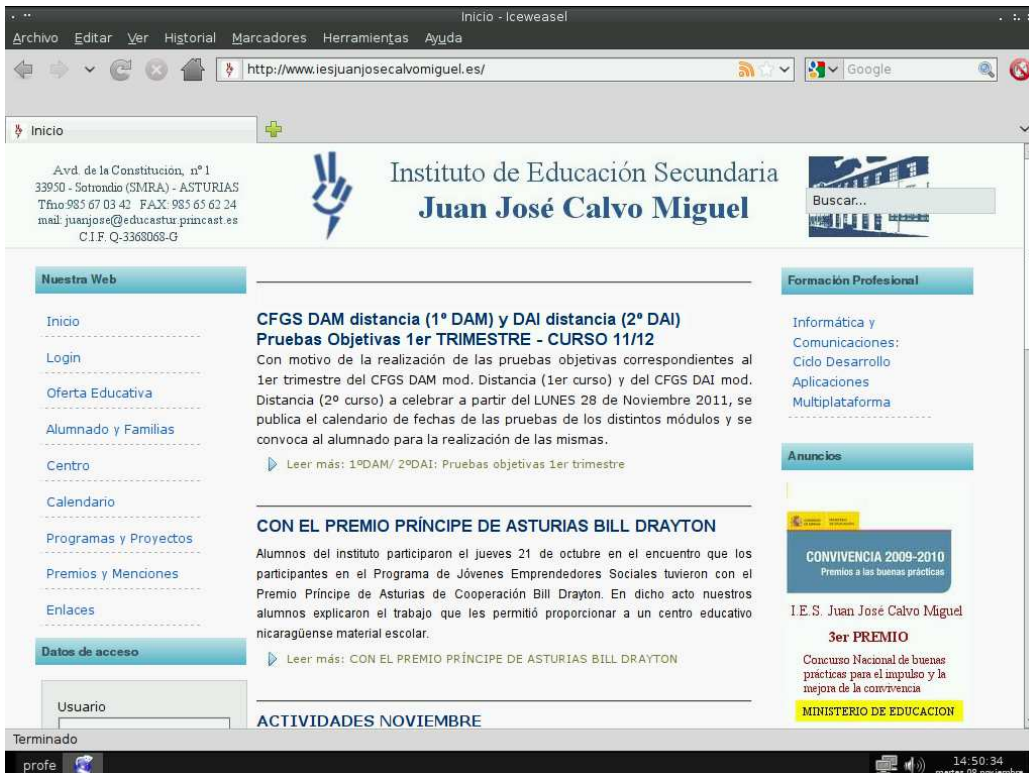 Inicio - Iceweasel
Archivo Editar Ver Historial Marcadores Herramientas Ayuda
http://www.iesjuanjosecalvomiguel.es/
Google
Inicio
Avd. de la Constitución, nº 1
33950 - Sotrondio (SMRA) - ASTURIAS
Tfno:985 67 03 42 FAX: 985 65 62 24
mail: juanjose@educastur.princast.es
C.I.F. Q-3368068-G
Instituto de Educación Secundaria
Juan José Calvo Miguel
Buscar...
Nuestra Web
Inicio
Login
Oferta Educativa
Alumnado y Familias
Centro
Calendario
Programas y Proyectos
Premios y Menciones
Enlaces
Datos de acceso
Usuario
CFGS DAM distancia (1º DAM) y DAI distancia (2º DAI)
Pruebas Objetivas 1er TRIMESTRE - CURSO 11/12
Con motivo de la realización de las pruebas objetivas correspondientes al
1er trimestre del CFGS DAM mod. Distancia (1er curso) y del CFGS DAI mod.
Distancia (2º curso) a celebrar a partir del LUNES 28 de Noviembre 2011, se
publica el calendario de fechas de las pruebas de los distintos módulos y se
convoca al alumnado para la realización de las mismas.
Leer más: 1ºDAM/ 2ºDAI: Pruebas objetivas 1er trimestre
CON EL PREMIO PRÍNCIPE DE ASTURIAS BILL DRAYTON
Alumnos del instituto participaron el jueves 21 de octubre en el encuentro que los
participantes en el Programa de Jóvenes Emprendedores Sociales tuvieron con el
Premio Príncipe de Asturias de Cooperación Bill Drayton. En dicho acto nuestros
alumnos explicaron el trabajo que les permitió proporcionar a un centro educativo
nicaragüense material escolar.
Leer más: CON EL PREMIO PRÍNCIPE DE ASTURIAS BILL DRAYTON
ACTIVIDADES NOVIEMBRE
Formación Profesional
Informática y
Comunicaciones:
Ciclo Desarrollo
Aplicaciones
Multiplataforma
Anuncios
CONVIVENCIA 2009-2010
Premios a las buenas prácticas
I.E.S. Juan José Calvo Miguel
3er PREMIO
Concurso Nacional de buenas
prácticas para el impulso y la
mejora de la convivencia
MINISTERIO DE EDUCACION
Terminado
profe
14:50:34
martes 08 noviembre